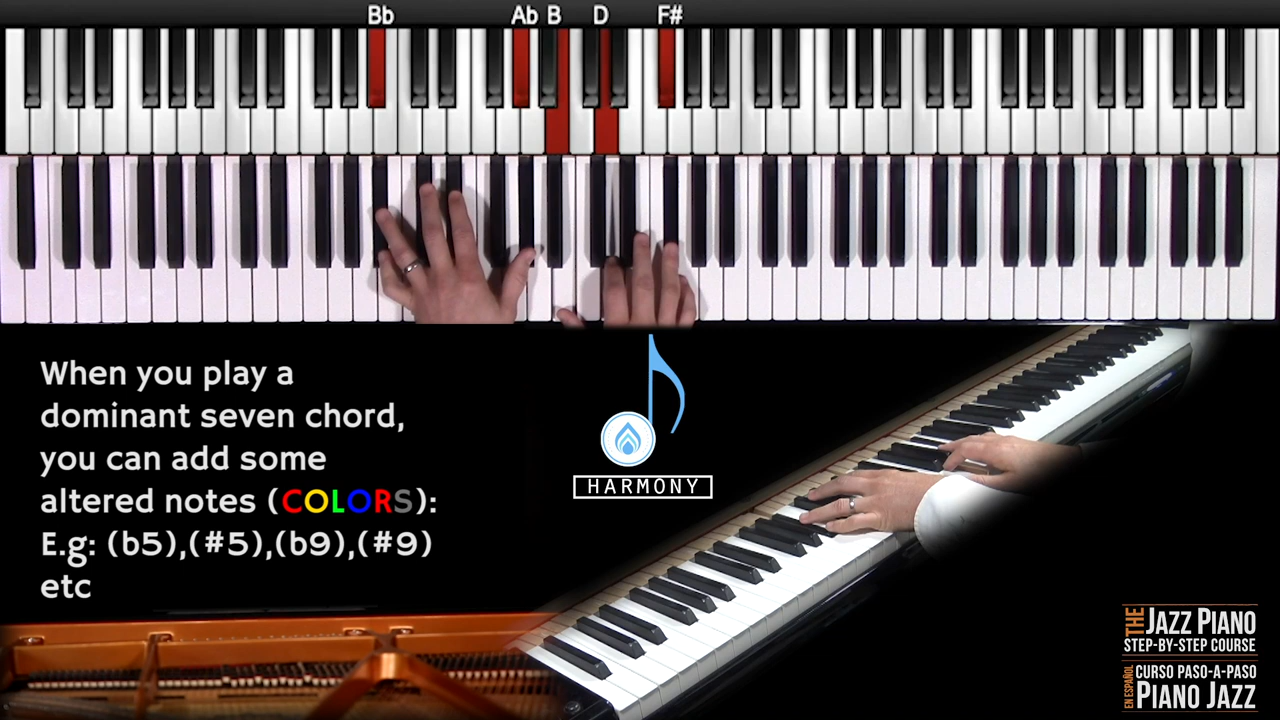 Bb Ab B D F#
When you play a
dominant seven chord,
you can add some
altered notes (COLORS):
E.g: (b5),(#5),(b9),(#9)
etc
HARMONY
THE JAZZ PIANO
STEP-BY-STEP COURSE
EN ESPAÑOL CURSO PASO-A-PASO
PIANO JAZZ